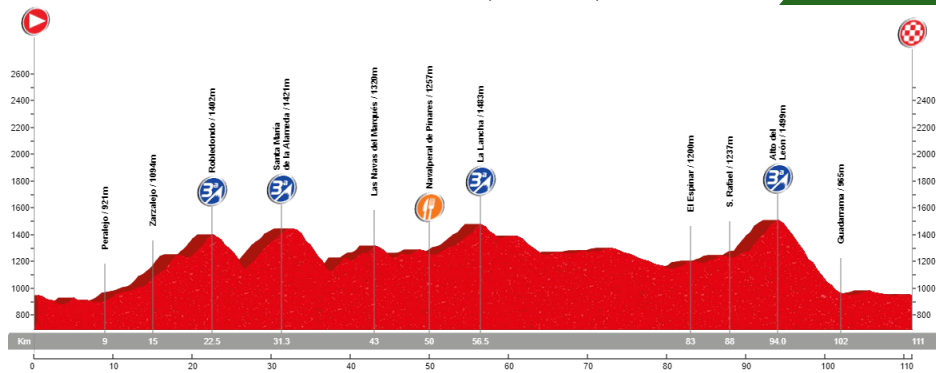 Peralejo / 921m
Zarzalejo / 1094m
Robledondo / 1402m
Santa María
de la Alameda / 1421m
Las Navas del Marqués / 1320m
Navalperal de Pinares / 1257m
La Lancha / 1483m
El Espinar / 1200m
S. Rafael / 1237m
Alto del
León / 1499m
Guadarrama / 965m
3ª
3ª
3ª
3ª
2600
2400
2200
2000
1800
1600
1400
1200
1000
800
2400
2200
2000
1800
1600
1400
1200
1000
800
Km 9 15 22.5 31.3 43 50 56.5 83 88 94.0 102 111
0 10 20 30 40 50 60 70 80 90 100 110